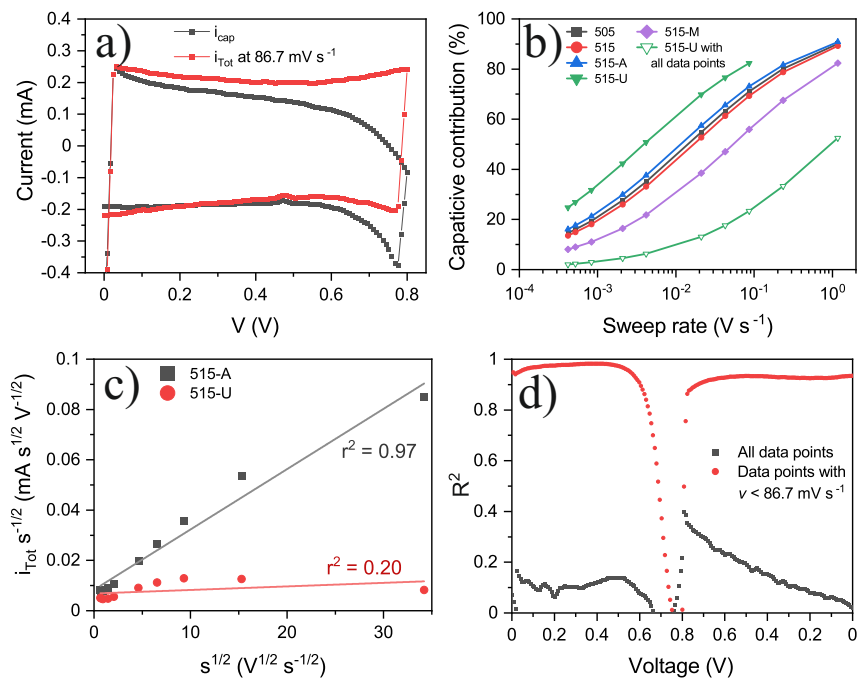 a)
i_cap
i_Tot at 86.7 mV s⁻¹
Current (mA)
0.4
0.3
0.2
0.1
0
-0.1
-0.2
-0.3
-0.4
0 0.2 0.4 0.6 0.8
V (V)
b)
505
515
515-A
515-U
515-M
515-U with
all data points
Capaticive contribution (%)
100
80
60
40
20
0
10⁻⁴ 10⁻³ 10⁻² 10⁻¹ 10⁰
Sweep rate (V s⁻¹)
c)
515-A
515-U
r² = 0.97
r² = 0.20
i_Tot s^-1/2 (mA s^1/2 V^-1/2)
0.1
0.08
0.06
0.04
0.02
0
0 10 20 30
s^1/2 (V^1/2 s^-1/2)
d)
All data points
Data points with
v < 86.7 mV s⁻¹
R²
1
0.8
0.6
0.4
0.2
0
0 0.2 0.4 0.6 0.8 0.6 0.4 0.2 0
Voltage (V)